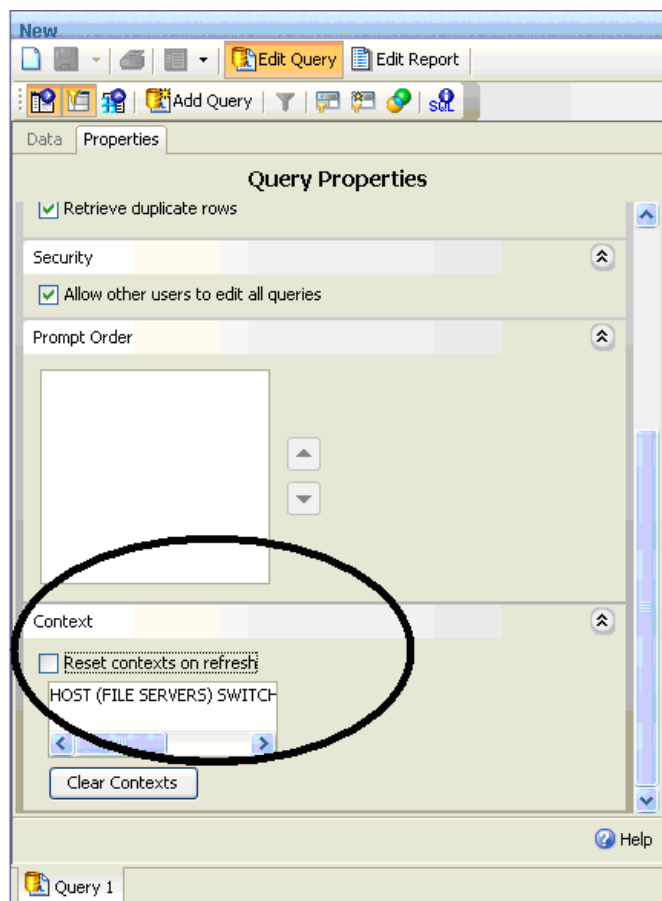 New
Edit Query Edit Report
Add Query SQL
Data Properties
Query Properties
Retrieve duplicate rows
Security
Allow other users to edit all queries
Prompt Order
Context
Reset contexts on refresh
HOST (FILE SERVERS) SWITCH
Clear Contexts
Help
Query 1